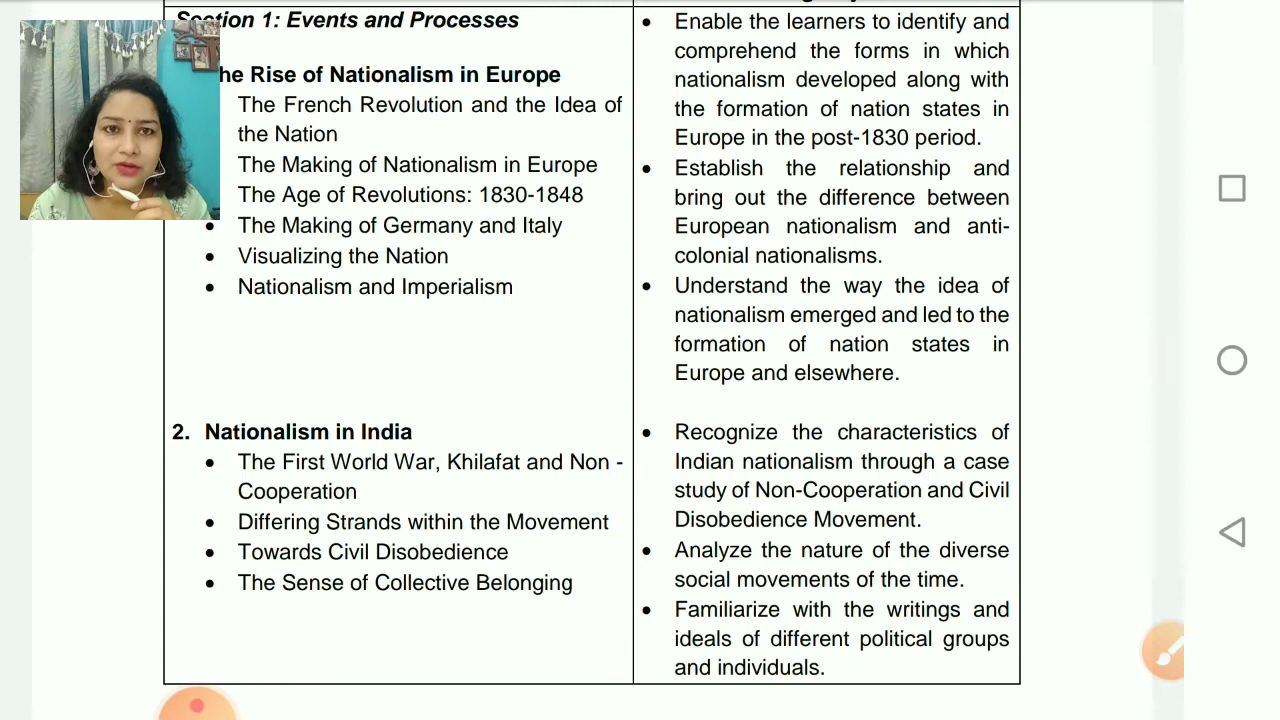 Section 1: Events and Processes
he Rise of Nationalism in Europe
The French Revolution and the Idea of
the Nation
The Making of Nationalism in Europe
The Age of Revolutions: 1830-1848
• The Making of Germany and Italy
• Visualizing the Nation
• Nationalism and Imperialism
2. Nationalism in India
• The First World War, Khilafat and Non -
Cooperation
• Differing Strands within the Movement
• Towards Civil Disobedience
• The Sense of Collective Belonging
• Enable the learners to identify and
comprehend the forms in which
nationalism developed along with
the formation of nation states in
Europe in the post-1830 period.
• Establish the relationship and
bring out the difference between
European nationalism and anti-
colonial nationalisms.
• Understand the way the idea of
nationalism emerged and led to the
formation of nation states in
Europe and elsewhere.
• Recognize the characteristics of
Indian nationalism through a case
study of Non-Cooperation and Civil
Disobedience Movement.
• Analyze the nature of the diverse
social movements of the time.
• Familiarize with the writings and
ideals of different political groups
and individuals.